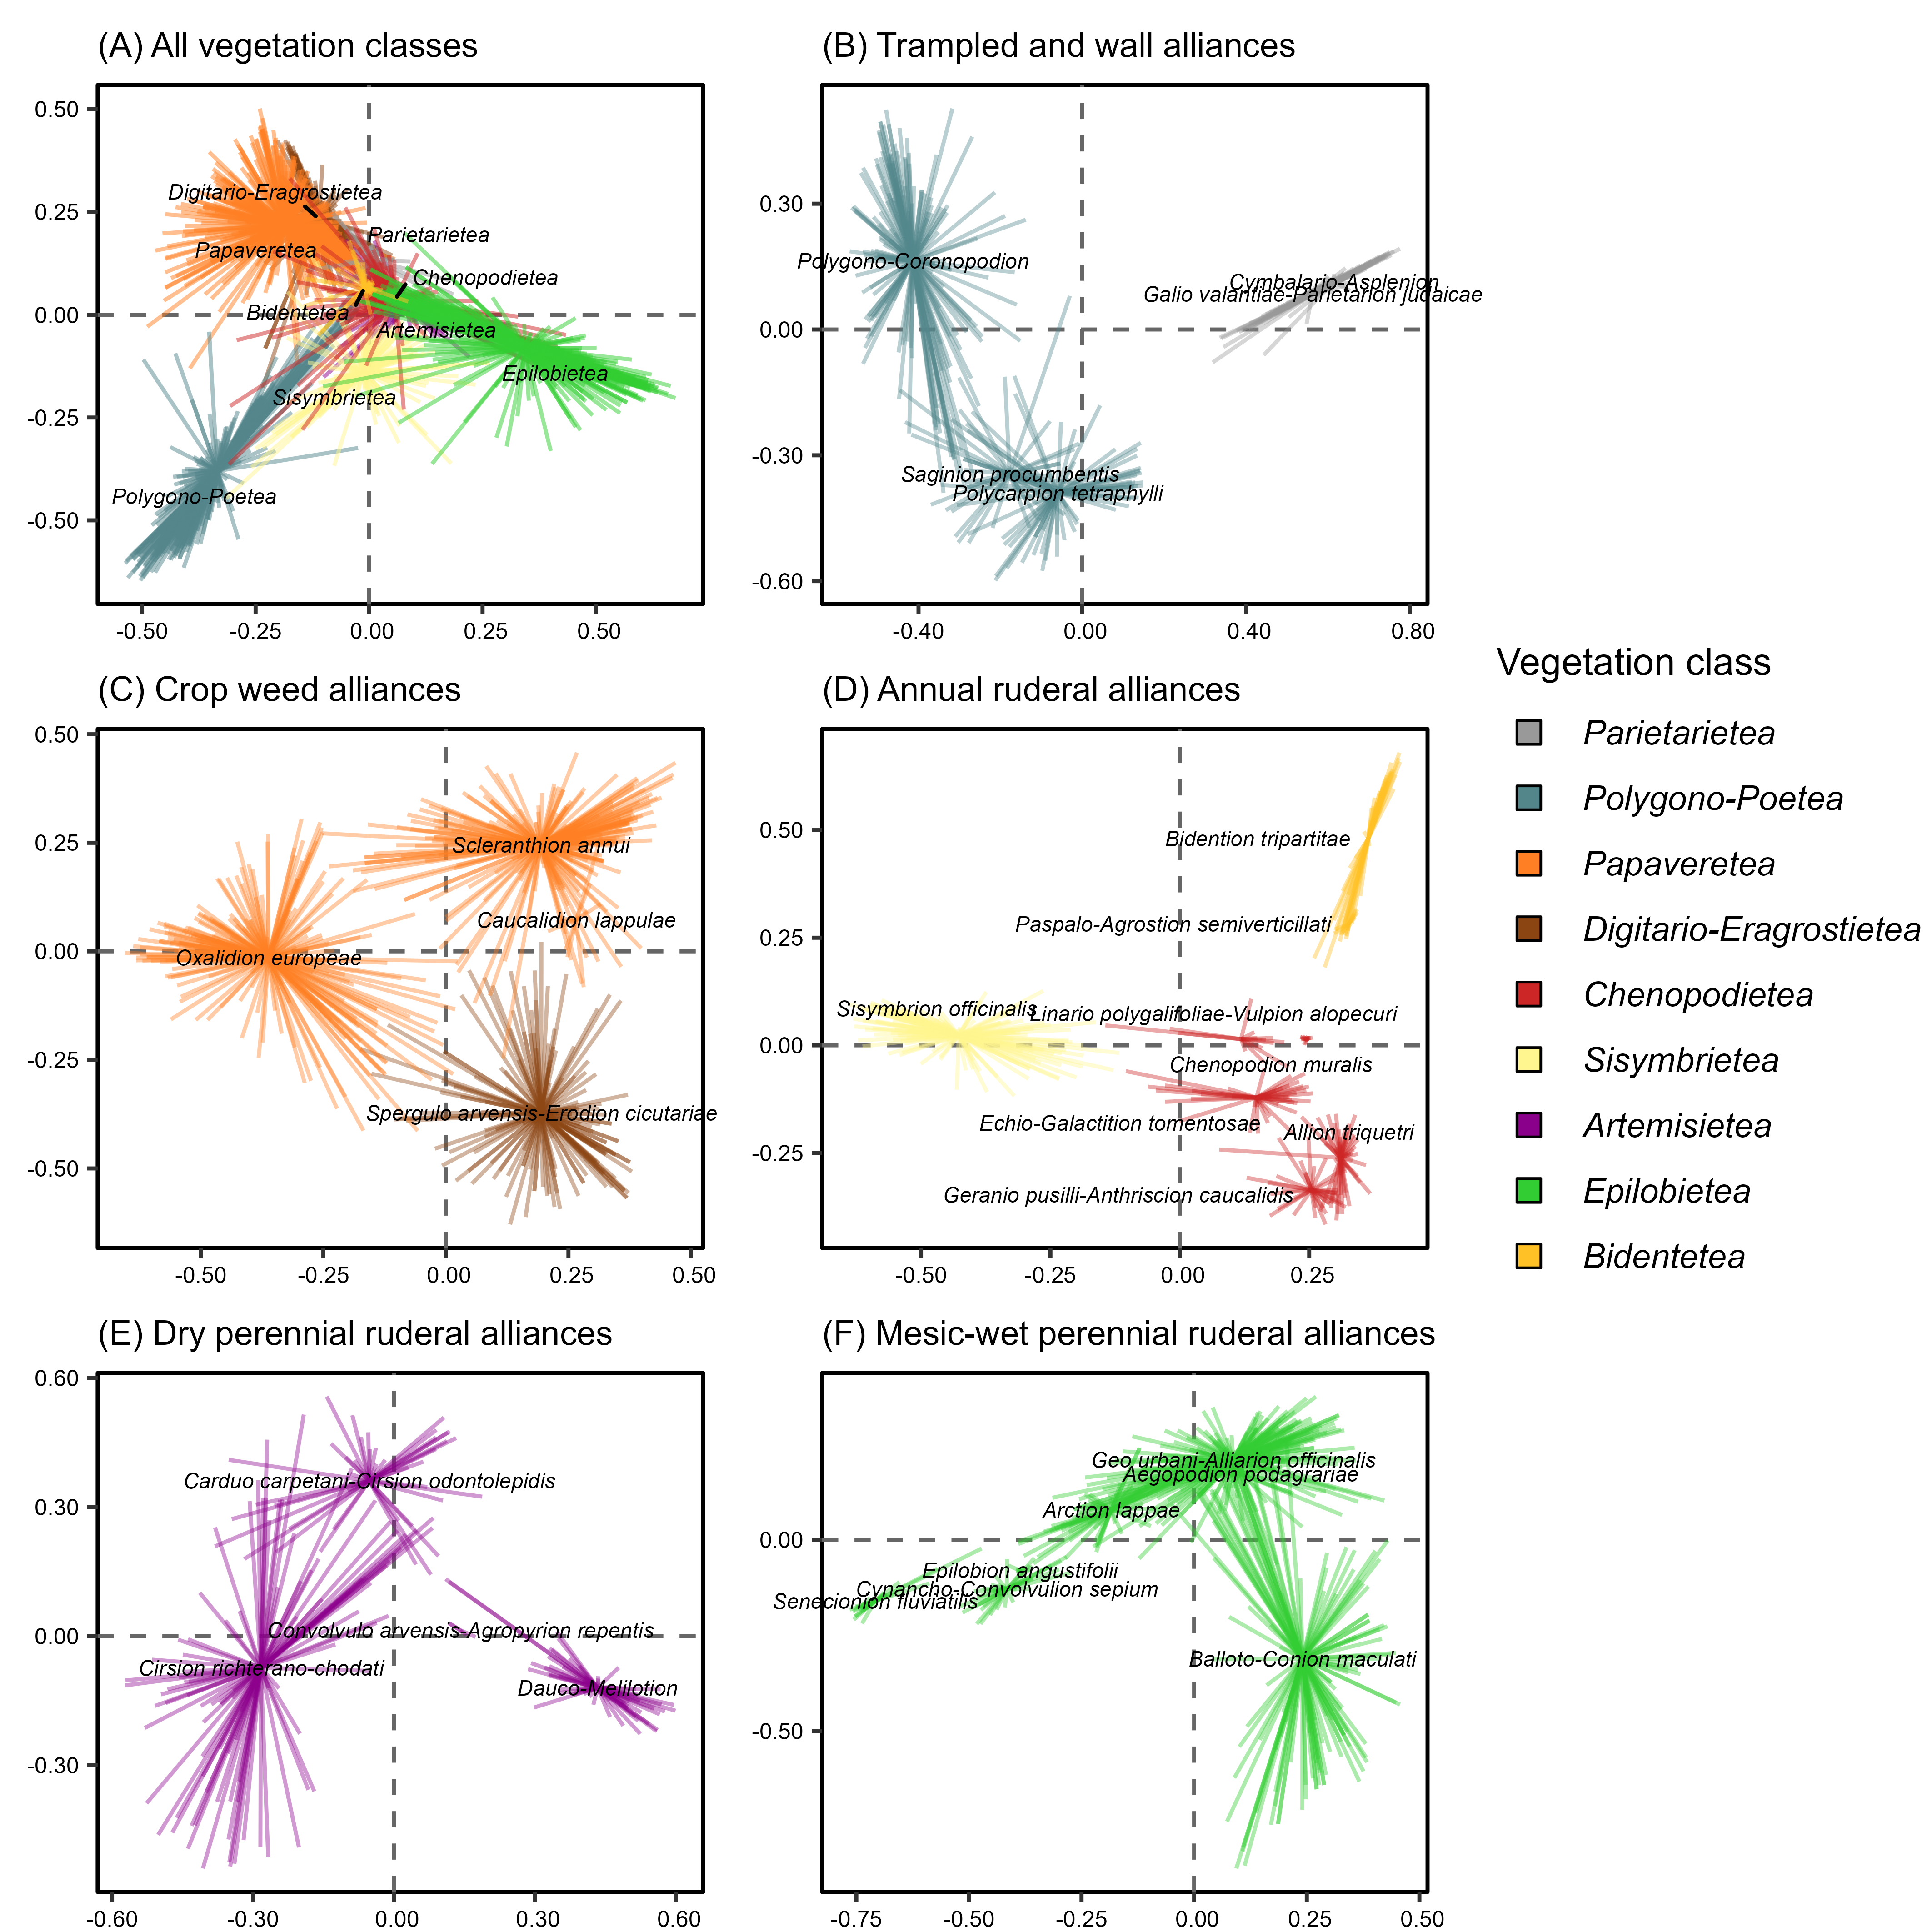 (A) All vegetation classes
0.50
0.25
0.00
-0.25
-0.50
Digitario-Eragrostietea
Papaveretea
Parietarietea
Chenopodietea
Bidentetea
Artemisietea
Epilobietea
Sisymbrietea
Polygono-Poetea
-0.50 -0.25 0.00 0.25 0.50
(B) Trampled and wall alliances
0.30
0.00
-0.30
-0.60
Polygono-Coronopodion
Cymbalario-Asplenion
Galio valantiae-Parietarion judaicae
Saginion procumbentis
Polycarpion tetraphylli
-0.40 0.00 0.40 0.80
(C) Crop weed alliances
0.50
0.25
0.00
-0.25
-0.50
Scleranthion annui
Caucalidion lappulae
Oxalidion europeae
Spergulo arvensis-Erodion cicutariae
-0.50 -0.25 0.00 0.25 0.50
(D) Annual ruderal alliances
0.50
0.25
0.00
-0.25
Bidention tripartitae
Paspalo-Agrostion semiverticillati
Sisymbrion officinalis
Linario polygalifoliae-Vulpion alopecuri
Chenopodion muralis
Echio-Galactition tomentosae
Allion triquetri
Geranio pusilli-Anthriscion caucalidis
-0.50 -0.25 0.00 0.25
Vegetation class
Parietarietea
Polygono-Poetea
Papaveretea
Digitario-Eragrostietea
Chenopodietea
Sisymbrietea
Artemisietea
Epilobietea
Bidentetea
(E) Dry perennial ruderal alliances
0.60
0.30
0.00
-0.30
Carduo carpetani-Cirsion odontolepidis
Convolvulo arvensis-Agropyrion repentis
Cirsion richterano-chodati
Dauco-Melilotion
-0.60 -0.30 0.00 0.30 0.60
(F) Mesic-wet perennial ruderal alliances
0.00
-0.50
Geo urbani-Alliarion officinalis
Aegopodion podagrariae
Arction lappae
Epilobion angustifolii
Cynancho-Convolvulion sepium
Senecionion fluviatilis
Balloto-Conion maculati
-0.75 -0.50 -0.25 0.00 0.25 0.50